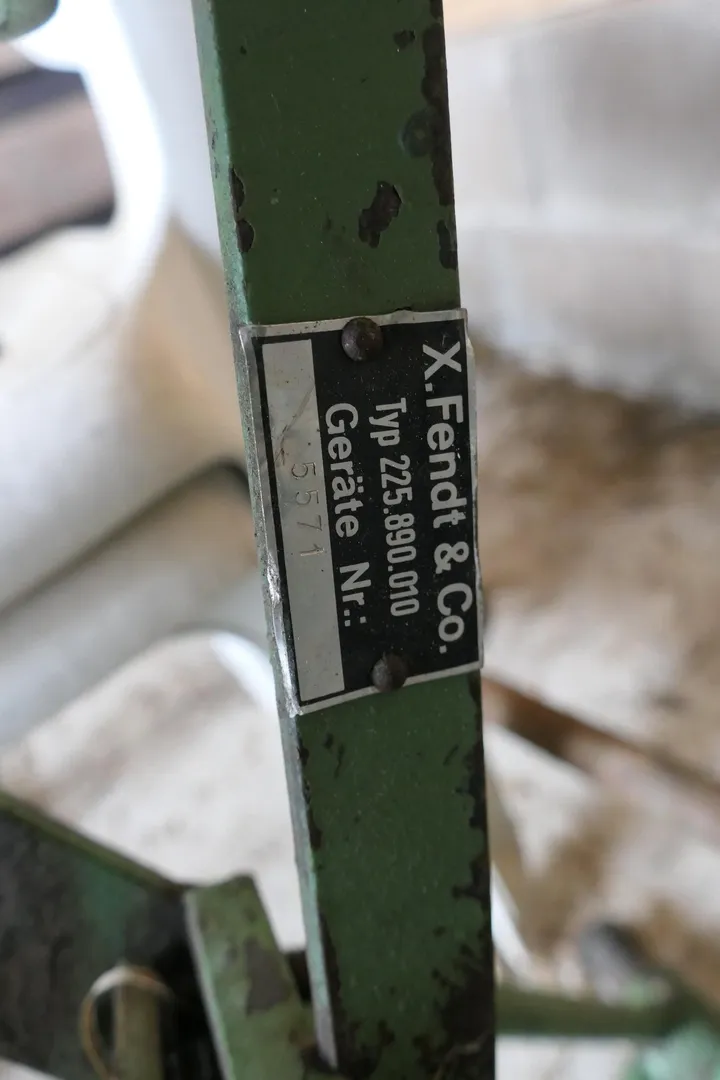 X.Fendt & Co.
Typ 225.890.010
Geräte Nr.:
5571